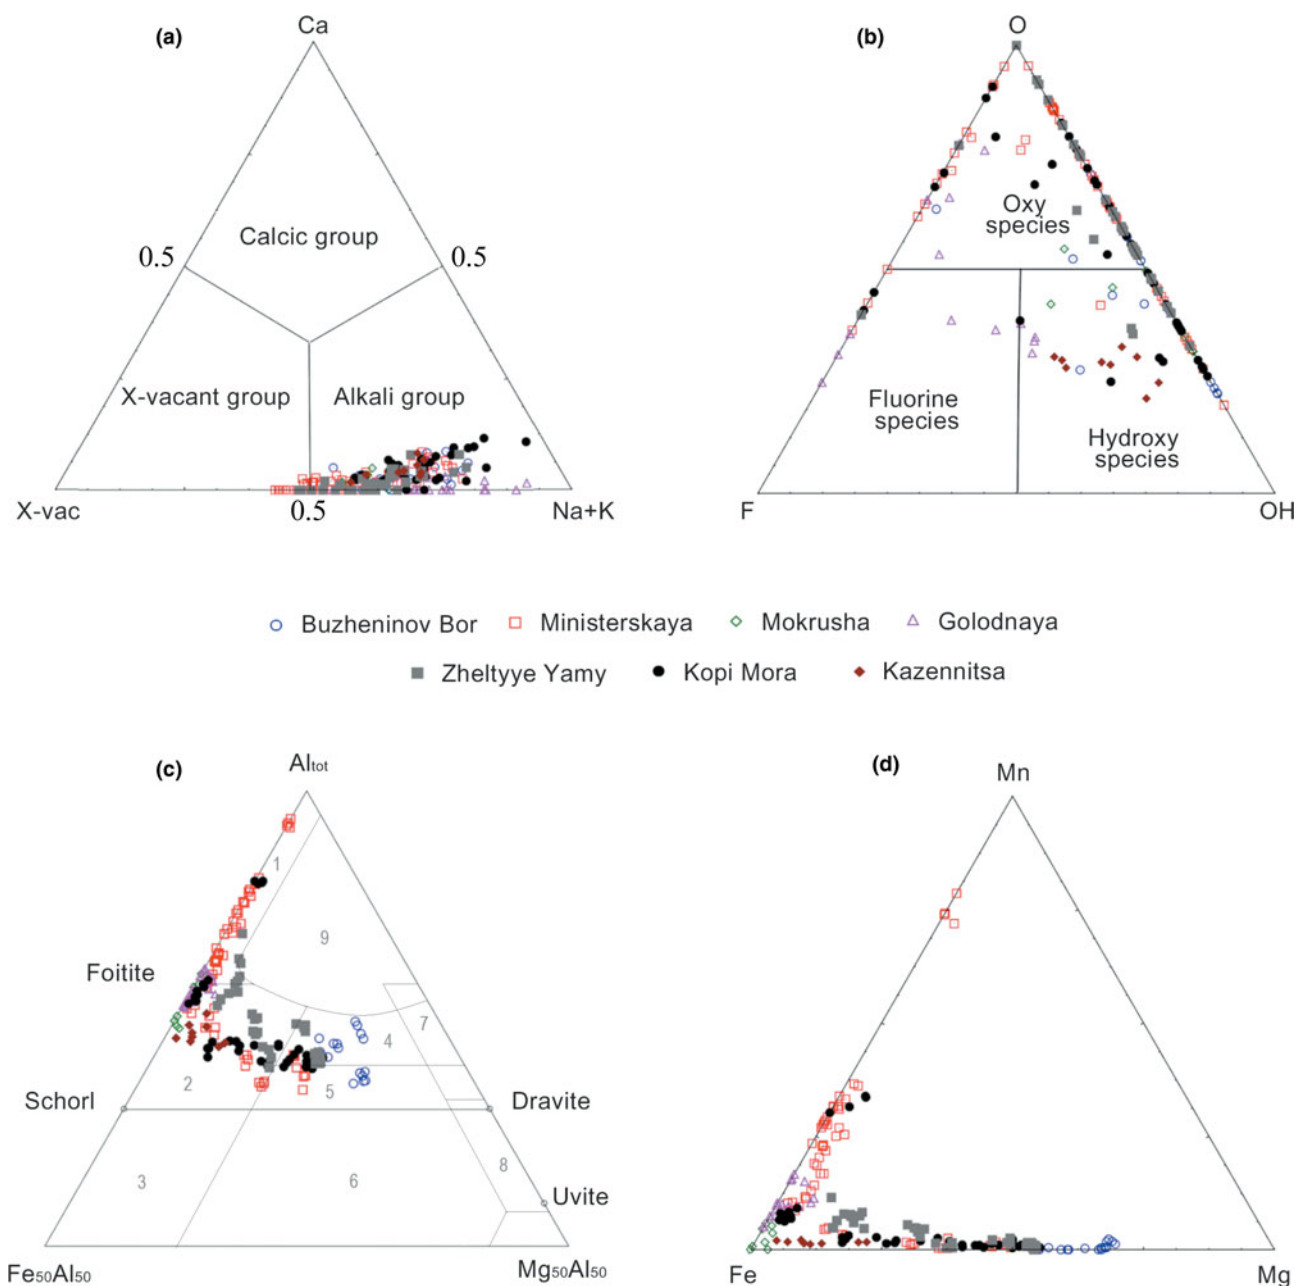 (a)
Ca
Calcic group
0.5
0.5
X-vacant group
Alkali group
X-vac
0.5
Na+K
(b)
O
Oxy
species
Fluorine
species
Hydroxy
species
F
OH
Buzheninov Bor
Ministerskaya
Mokrusha
Golodnaya
Zheltyye Yamy
Kopi Mora
Kazennitsa
(c)
Altot
1
9
Foitite
7
4
2
5
Schorl
Dravite
3
6
8
Uvite
Fe50Al50
Mg50Al50
(d)
Mn
Fe
Mg